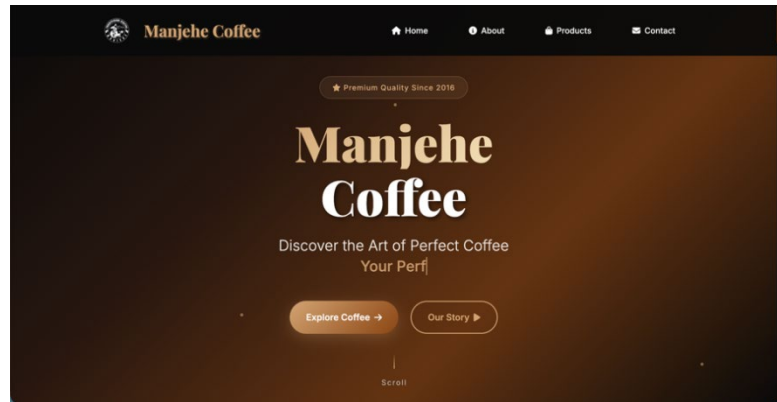 Manjehe Coffee
Home
About
Products
Contact
Premium Quality Since 2016
Manjehe
Coffee
Discover the Art of Perfect Coffee
Your Perf
Explore Coffee →
Our Story
Scroll